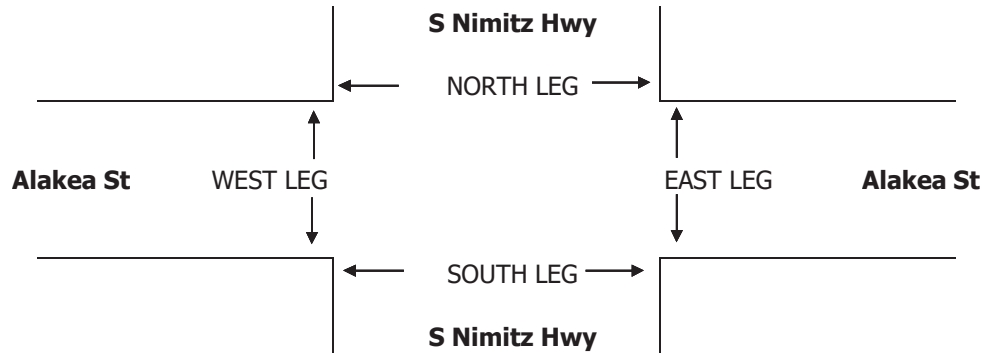 S Nimitz Hwy
NORTH LEG
Alakea St WEST LEG EAST LEG Alakea St
SOUTH LEG
S Nimitz Hwy